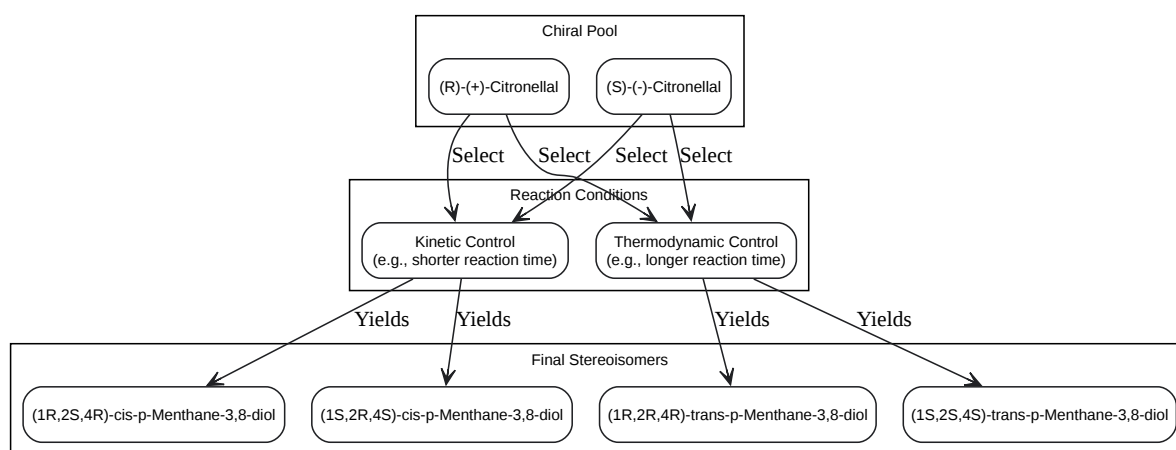 Chiral Pool
(R)-(+)-Citronellal
(S)-(-)-Citronellal
Select
Select
Select
Select
Reaction Conditions
Kinetic Control
(e.g., shorter reaction time)
Thermodynamic Control
(e.g., longer reaction time)
Yields
Yields
Yields
Yields
Final Stereoisomers
(1R,2S,4R)-cis-p-Menthane-3,8-diol
(1S,2R,4S)-cis-p-Menthane-3,8-diol
(1R,2R,4R)-trans-p-Menthane-3,8-diol
(1S,2S,4S)-trans-p-Menthane-3,8-diol